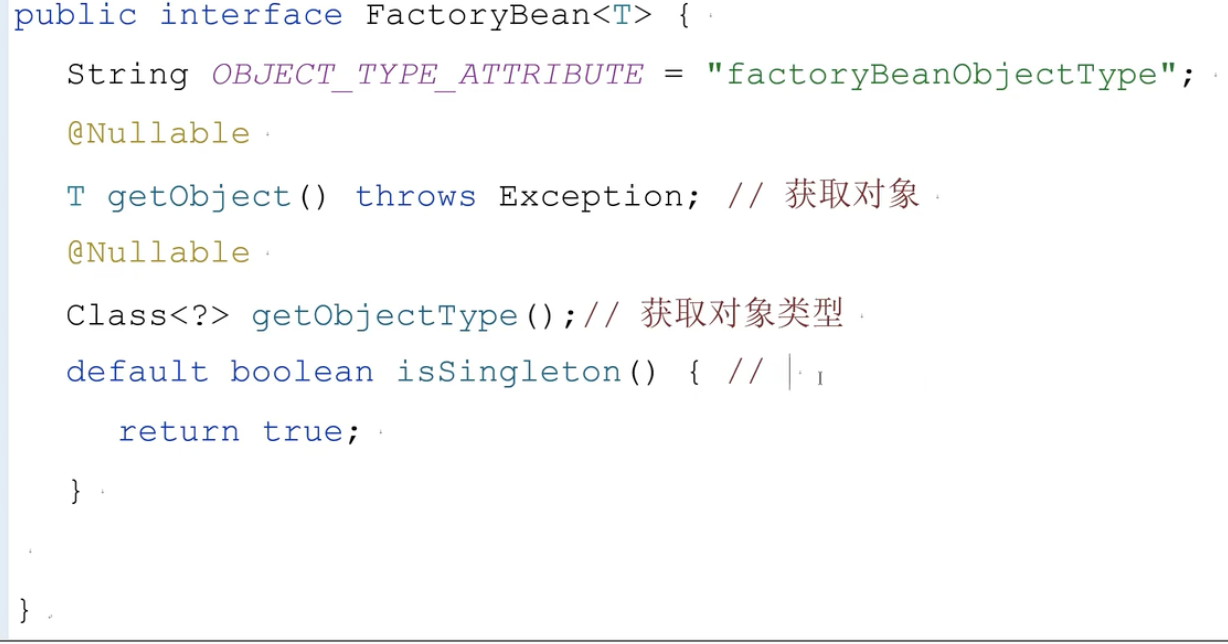 public interface FactoryBean<T> {
String OBJECT_TYPE_ATTRIBUTE = "factoryBeanObjectType";
@Nullable
T getObject() throws Exception; // 获取对象
@Nullable
Class<?> getObjectType();// 获取对象类型
default boolean isSingleton() { //
return true;
}
}